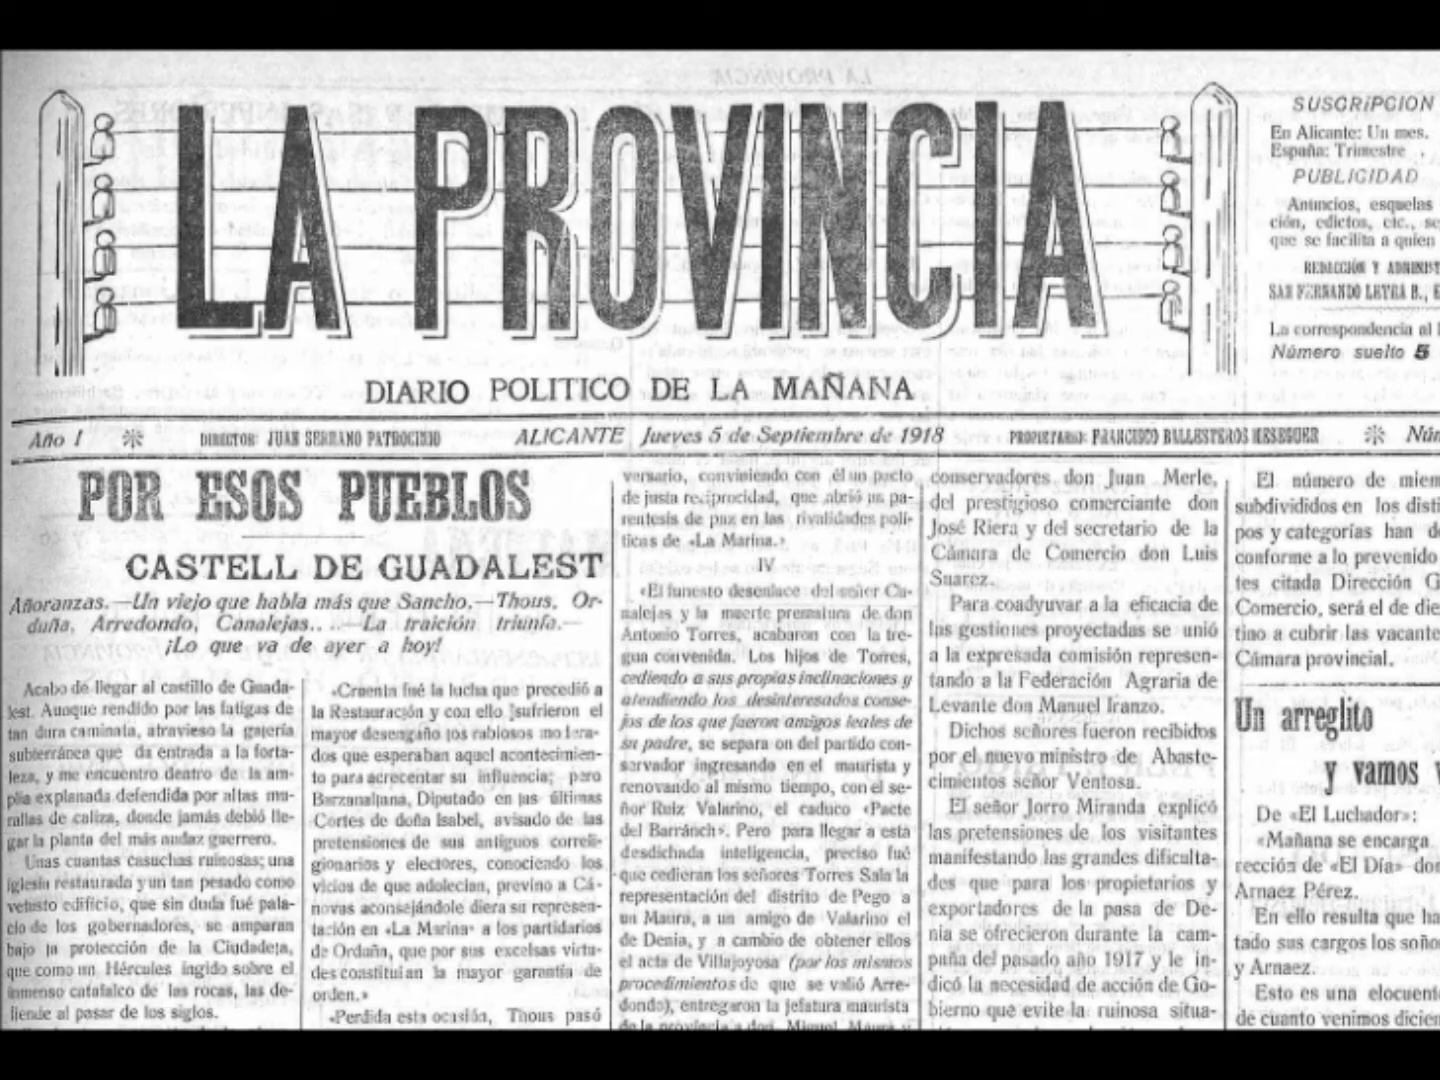 LA PROVINCIA
DIARIO POLITICO DE LA MAÑANA
SUSCRIPCION
En Alicante: Un mes.
España: Trimestre
PUBLICIDAD
Anuncios, esquelas
ción, edictos, etc., se
que se facilita a quien
REDACCIÓN Y ADMINIST
SAN FERNANDO LETRA B., E
La correspondencia al
Número suelto 5
Año I DIRECTOR: JUAN SERRANO PATROCINIO ALICANTE Jueves 5 de Septiembre de 1918 PROPIETARIO: FRANCISCO BALLESTEROS MESEGUER Núm
POR ESOS PUEBLOS
CASTELL DE GUADALEST
Añoranzas.—Un viejo que habla más que Sancho.—Thous, Or-
duña, Arredondo, Canalejas.. ..—La traición triunfa.—
¡Lo que va de ayer a hoy!
Acabo de llegar al castillo de Guada-
lest. Aunque rendido por las fatigas de
tan dura caminata, atravieso la galería
subterránea que da entrada a la forta-
leza, y me encuentro dentro de la am-
plia explanada defendida por altas mu-
rallas de caliza, donde jamás debió lle-
gar la planta del más audaz guerrero.
Unas cuantas casuchas ruinosas; una
iglesia restaurada y un tan pesado como
vetusto edificio, que sin duda fué pala-
cio de los gobernadores, se amparan
bajo la protección de la Ciudadela,
que como un Hércules ingido sobre el
inmenso catafalco de las rocas, las de-
fiende al pasar de los siglos.
«Cruenta fué la lucha que precedió a
la Restauración y con ello sufrieron el
mayor desengaño los rabiosos modera-
dos que esperaban aquel acontecimien-
to para acrecentar su influencia; pero
Barzanallana, Diputado en las últimas
Cortes de doña Isabel, avisado de las
pretensiones de sus antiguos correli-
gionarios y electores, conociendo los
vicios de que adolecian, previno a Cá-
novas aconsejándole diera su represen-
tación en «La Marina» a los partidarios
de Orduña, que por sus excelsas virtu-
des constituían la mayor garantía de
orden.»
«Perdida esta ocasión, Thous pasó
versario, conviniendo con él un pacto
de justa reciprocidad, que abrió un pa-
rentesis de paz en las rivalidades polí-
ticas de «La Marina.»
IV
«El funesto desenlace del señor Ca-
nalejas y la muerte prematura de don
Antonio Torres, acabaron con la tre-
gua convenida. Los hijos de Torres,
cediendo a sus propias inclinaciones y
atendiendo los desinteresados conse-
jos de los que fueron amigos leales de
su padre, se separa on del partido con-
servador ingresando en el maurista y
renovando al mismo tiempo, con el se-
ñor Ruiz Valarino, el caduco «Pacte
del Barránch». Pero para llegar a esta
desdichada inteligencia, preciso fué
que cedieran los señores Torres Sala la
representación del distrito de Pego a
un Maura, a un amigo de Valarino el
de Denia, y a cambio de obtener ellos
el acta de Villajoyosa (por los mismos
procedimientos de que se valió Arre-
dondo), entregaron la jefatura maurista
de la provincia a don Miguel Maura y
conservadores don Juan Merle,
del prestigioso comerciante don
José Riera y del secretario de la
Cámara de Comercio don Luis
Suarez.
Para coadyuvar a la eficacia de
las gestiones proyectadas se unió
a la expresada comisión represen-
tando a la Federación Agraria de
Levante don Manuel Iranzo.
Dichos señores fueron recibidos
por el nuevo ministro de Abaste-
cimientos señor Ventosa.
El señor Jorro Miranda explicó
las pretensiones de los visitantes
manifestando las grandes dificulta-
des que para los propietarios y
exportadores de la pasa de De-
nia se ofrecieron durante la cam-
paña del pasado año 1917 y le in-
dicó la necesidad de acción de Go-
bierno que evite la ruinosa situa-
El número de miem
subdivididos en los disti
pos y categorías han de
conforme a lo prevenido
tes citada Dirección G
Comercio, será el de die
tino a cubrir las vacante
Cámara provincial.
Un arreglito
y vamos v
De «El Luchador»:
«Mañana se encarga
rección de «El Día» don
Arnaez Pérez.
En ello resulta que ha
tado sus cargos los seño
y Arnaez.
Esto es una elocuent
de cuanto venimos dicien